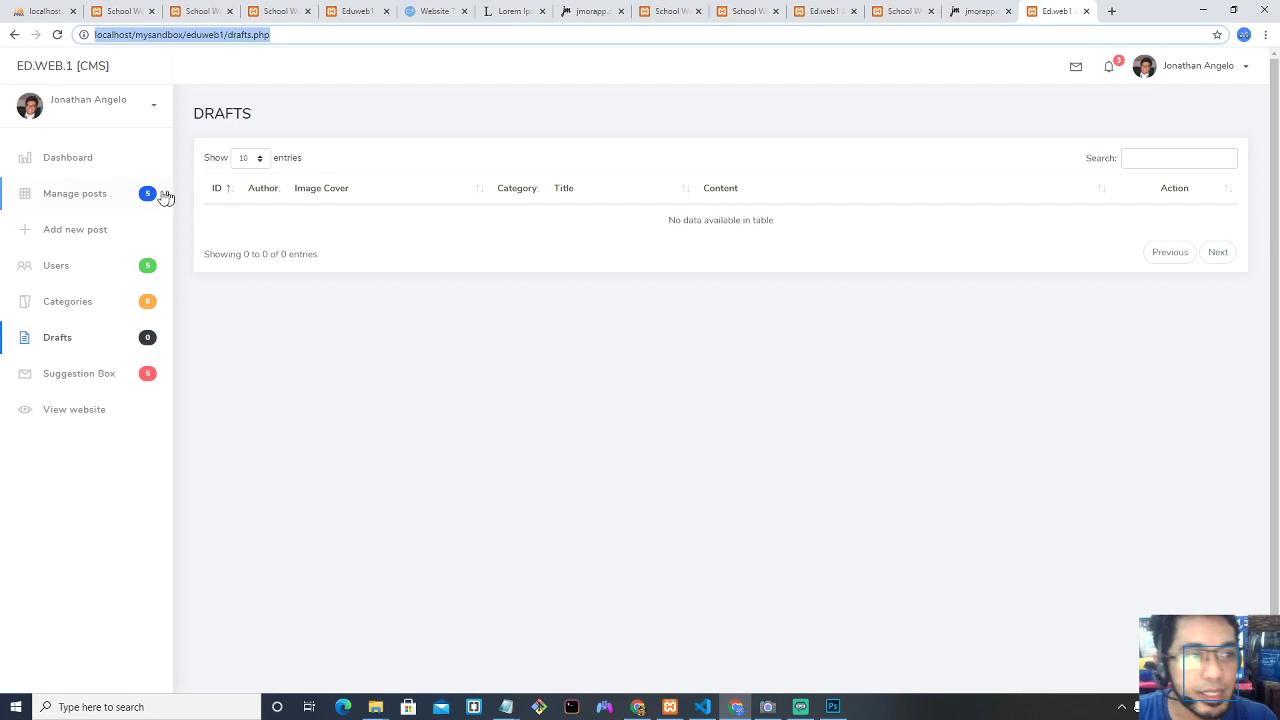 localhost School W School W School W Eduweb1 Website T Lorem Ips jmorapp.c School W School W Ed.web1 School W jmorapp.c Ed.web 1
localhost/mysandbox/eduweb1/drafts.php
ED.WEB.1 [CMS] 3 Jonathan Angelo
Jonathan Angelo
DRAFTS
Dashboard
Manage posts 5
Add new post
Users 5
Categories 6
Drafts 0
Suggestion Box 5
View website
Show 10 entries Search:
ID Author Image Cover Category Title Content Action
No data available in table
Showing 0 to 0 of 0 entries Previous Next
Type here to search